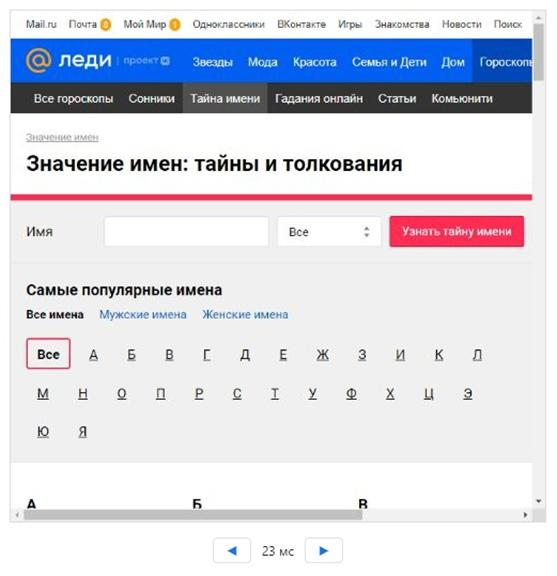 Mail.ru Почта 3 Мой Мир 1 Одноклассники ВКонтакте Игры Знакомства Новости Поиск
леди проект Звезды Мода Красота Семья и Дети Дом
Все гороскопы Сонники Тайна имени Гадания онлайн Статьи Комьюнити
Значение имен
Значение имен: тайны и толкования
Имя Все Узнать тайну имени
Самые популярные имена
Все имена Мужские имена Женские имена
Все А Б В Г Д Е Ж З И К Л
М Н О П Р С Т У Ф Х Ц Э
Ю Я
А Б В
23 мс